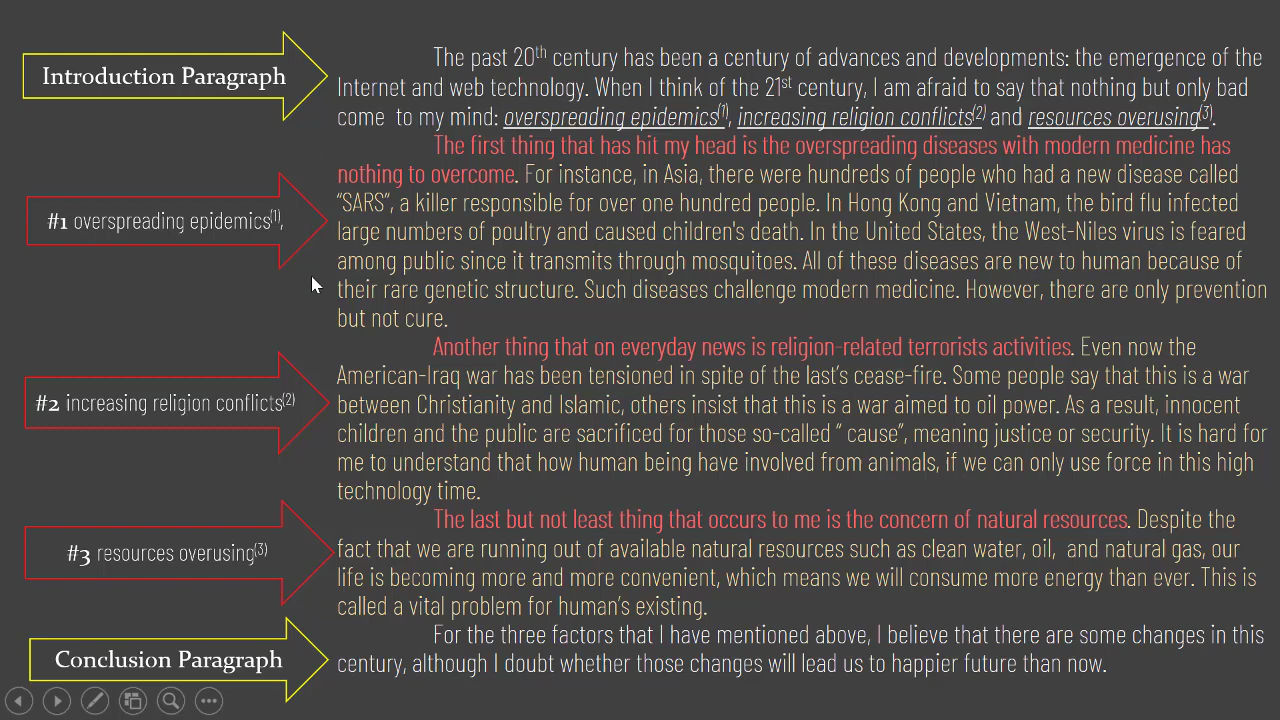 Introduction Paragraph
The past 20th century has been a century of advances and developments: the emergence of the
Internet and web technology. When I think of the 21st century, I am afraid to say that nothing but only bad
come to my mind: overspreading epidemics(1), increasing religion conflicts(2) and resources overusing(3).
#1 overspreading epidemics(1),
The first thing that has hit my head is the overspreading diseases with modern medicine has
nothing to overcome. For instance, in Asia, there were hundreds of people who had a new disease called
“SARS”, a killer responsible for over one hundred people. In Hong Kong and Vietnam, the bird flu infected
large numbers of poultry and caused children's death. In the United States, the West-Niles virus is feared
among public since it transmits through mosquitoes. All of these diseases are new to human because of
their rare genetic structure. Such diseases challenge modern medicine. However, there are only prevention
but not cure.
#2 increasing religion conflicts(2)
Another thing that on everyday news is religion-related terrorists activities. Even now the
American-Iraq war has been tensioned in spite of the last’s cease-fire. Some people say that this is a war
between Christianity and Islamic, others insist that this is a war aimed to oil power. As a result, innocent
children and the public are sacrificed for those so-called “ cause”, meaning justice or security. It is hard for
me to understand that how human being have involved from animals, if we can only use force in this high
technology time.
#3 resources overusing(3)
The last but not least thing that occurs to me is the concern of natural resources. Despite the
fact that we are running out of available natural resources such as clean water, oil, and natural gas, our
life is becoming more and more convenient, which means we will consume more energy than ever. This is
called a vital problem for human’s existing.
Conclusion Paragraph
For the three factors that I have mentioned above, I believe that there are some changes in this
century, although I doubt whether those changes will lead us to happier future than now.